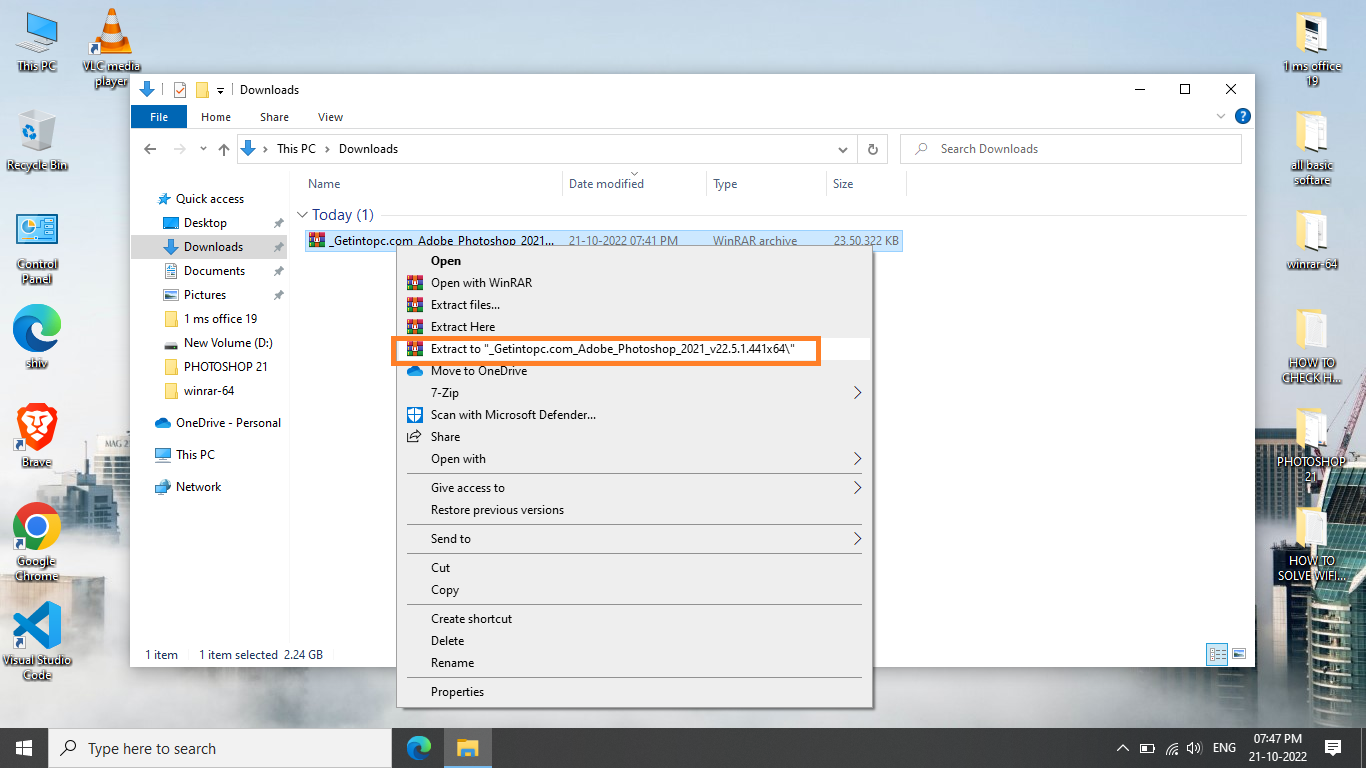 This PC
VLC media
player
Recycle Bin
Control
Panel
shiv
Brave
Google
Chrome
Visual Studio
Code
Downloads
File
Home
Share
View
This PC
Downloads
Search Downloads
Name
Date modified
Type
Size
Quick access
Desktop
Downloads
Documents
Pictures
1 ms office 19
New Volume (D:)
PHOTOSHOP 21
winrar-64
OneDrive - Personal
This PC
Network
Today (1)
_Getintopc.com_Adobe_Photoshop_2021...
21-10-2022 07:41 PM
WinRAR archive
23,50,322 KB
Open
Open with WinRAR
Extract files...
Extract Here
Extract to "_Getintopc.com_Adobe_Photoshop_2021_v22.5.1.441x64\"
Move to OneDrive
7-Zip
Scan with Microsoft Defender...
Share
Open with
Give access to
Restore previous versions
Send to
Cut
Copy
Create shortcut
Delete
Rename
Properties
1 item
1 item selected 2.24 GB
1 ms office
19
all basic
softare
winrar-64
HOW TO
CHECK H...
PHOTOSHOP
21
HOW TO
SOLVE WIFI...
MAG 2
Type here to search
ENG
07:47 PM
21-10-2022